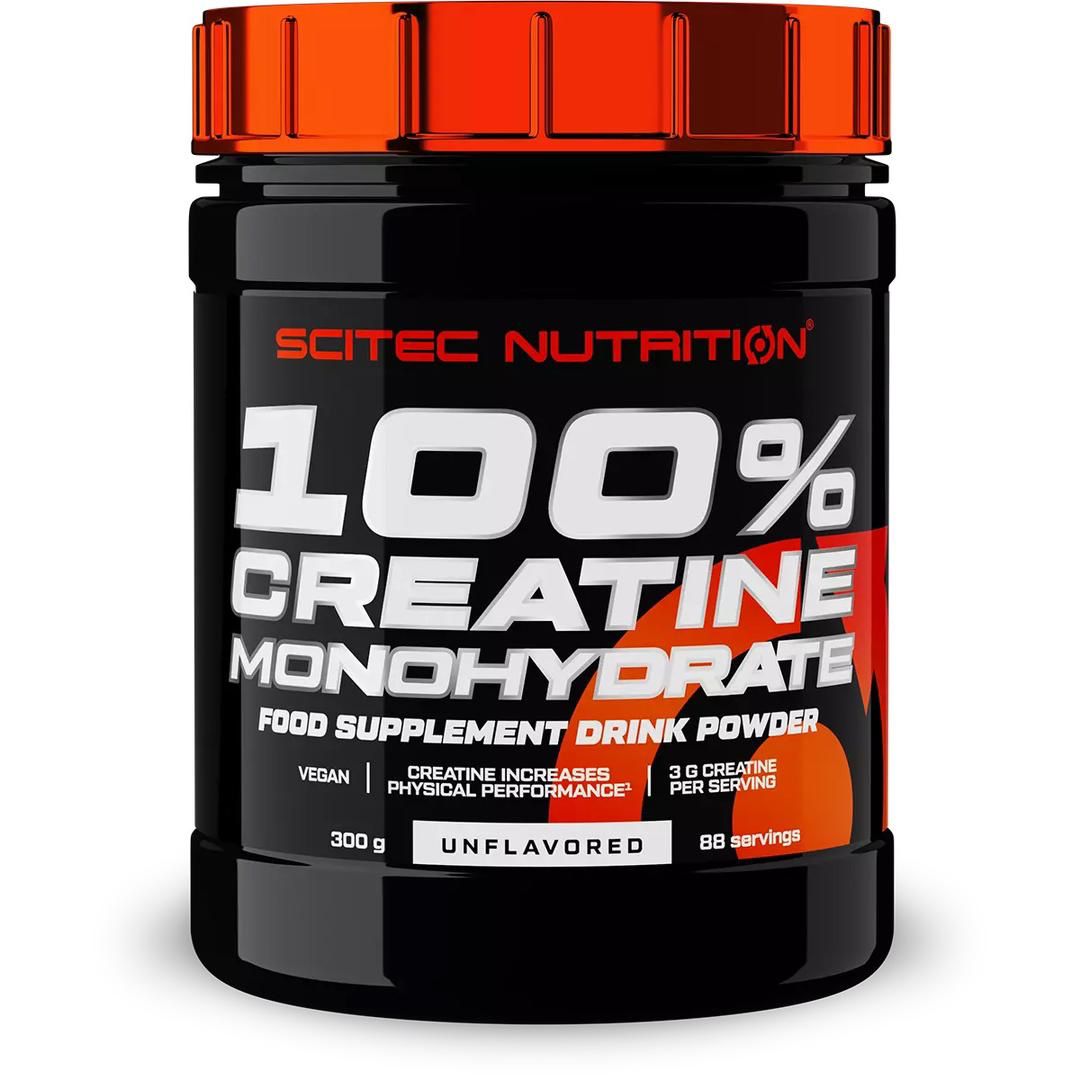 SCITEC NUTRITION®
100%
CREATINE
MONOHYDRATE
FOOD SUPPLEMENT DRINK POWDER
VEGAN | CREATINE INCREASES PHYSICAL PERFORMANCE¹ | 3 G CREATINE PER SERVING
300 g UNFLAVORED 88 servings